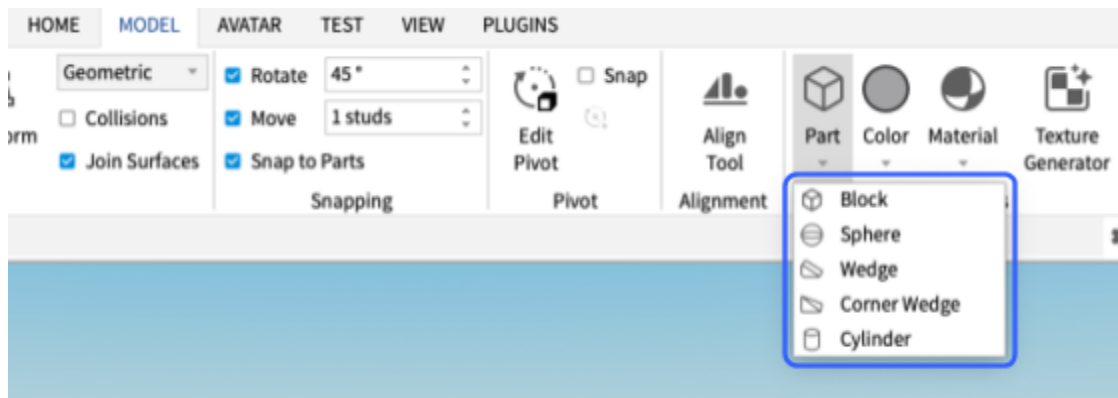 HOME MODEL AVATAR TEST VIEW PLUGINS
Geometric
Collisions
Join Surfaces
Rotate 45°
Move 1 studs
Snap to Parts
Snapping
Snap
Edit
Pivot
Pivot
Align
Tool
Alignment
Part
Color
Material
Texture
Generator
Block
Sphere
Wedge
Corner Wedge
Cylinder